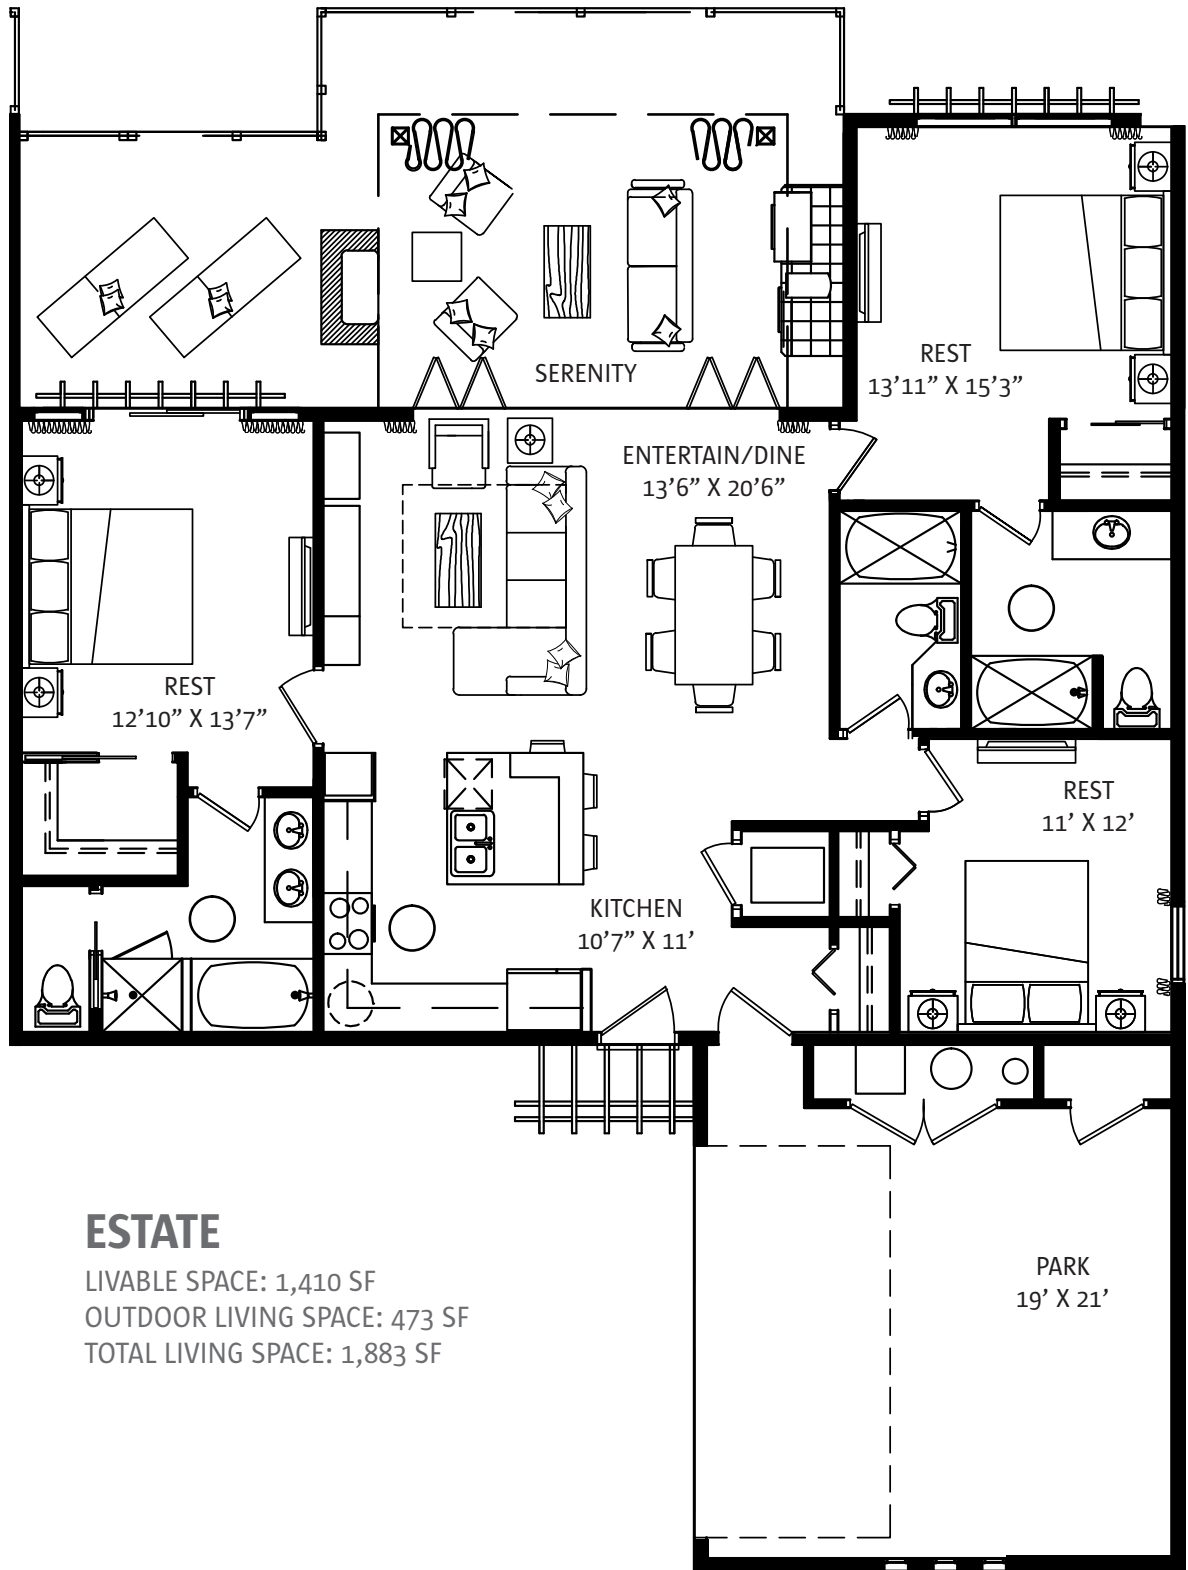 SERENITY
REST
13’11” X 15’3”
ENTERTAIN/DINE
13’6” X 20’6”
REST
12’10” X 13’7”
REST
11’ X 12’
KITCHEN
10’7” X 11’
ESTATE
LIVABLE SPACE: 1,410 SF
OUTDOOR LIVING SPACE: 473 SF
TOTAL LIVING SPACE: 1,883 SF
PARK
19’ X 21’